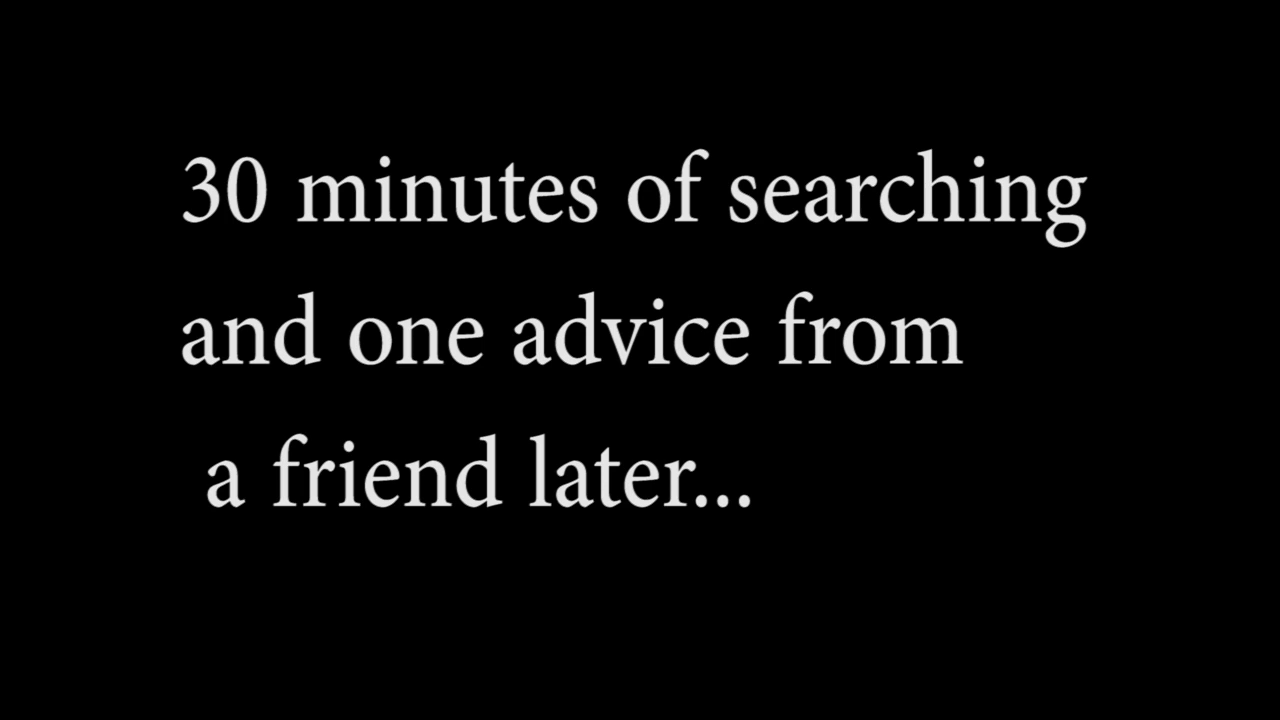 30 minutes of searching
and one advice from
a friend later...